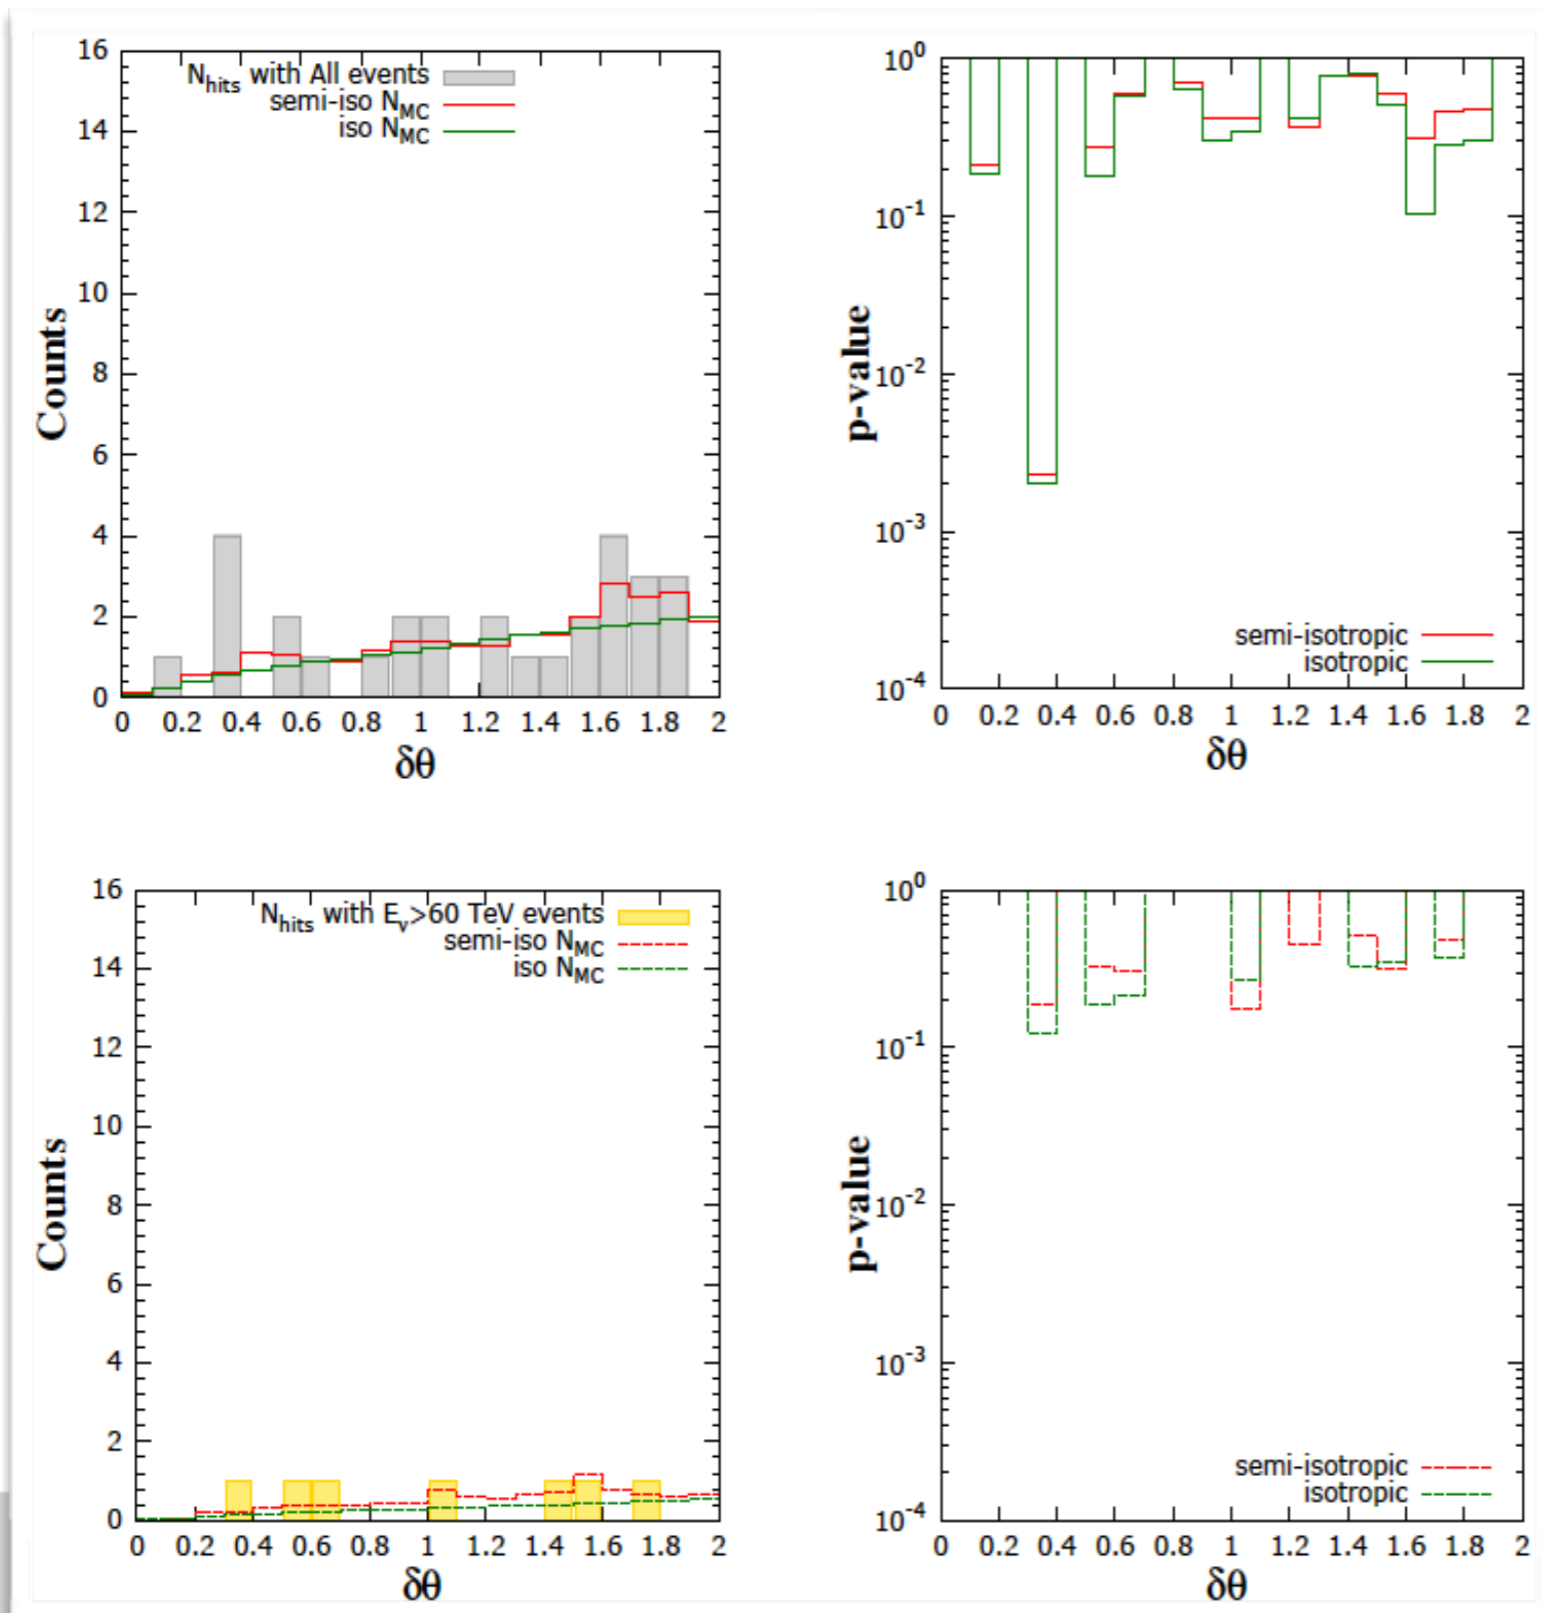 16
14
12
10
8
6
4
2
0
Counts
N_hits with All events
semi-iso N_MC
iso N_MC
0 0.2 0.4 0.6 0.8 1 1.2 1.4 1.6 1.8 2
δθ
10^0
10^-1
10^-2
10^-3
10^-4
p-value
semi-isotropic
isotropic
0 0.2 0.4 0.6 0.8 1 1.2 1.4 1.6 1.8 2
δθ
16
14
12
10
8
6
4
2
0
Counts
N_hits with E_ν>60 TeV events
semi-iso N_MC
iso N_MC
0 0.2 0.4 0.6 0.8 1 1.2 1.4 1.6 1.8 2
δθ
10^0
10^-1
10^-2
10^-3
10^-4
p-value
semi-isotropic
isotropic
0 0.2 0.4 0.6 0.8 1 1.2 1.4 1.6 1.8 2
δθ